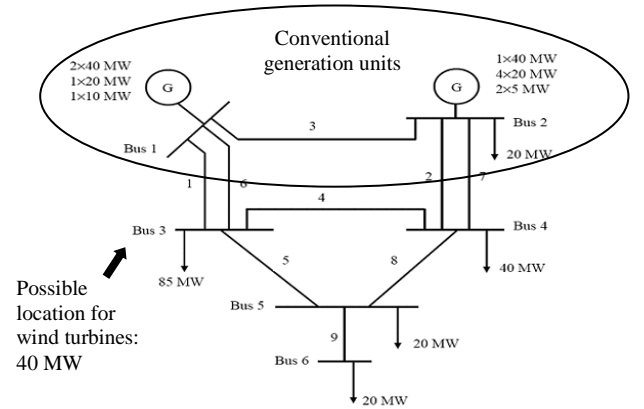 Conventional
generation units
2×40 MW
1×20 MW
1×10 MW
G
1×40 MW
4×20 MW
2×5 MW
G
3
Bus 2
20 MW
Bus 1
1
6
2
7
4
Bus 3
Bus 4
5
8
85 MW
40 MW
Possible
location for
wind turbines:
40 MW
Bus 5
9
20 MW
Bus 6
20 MW